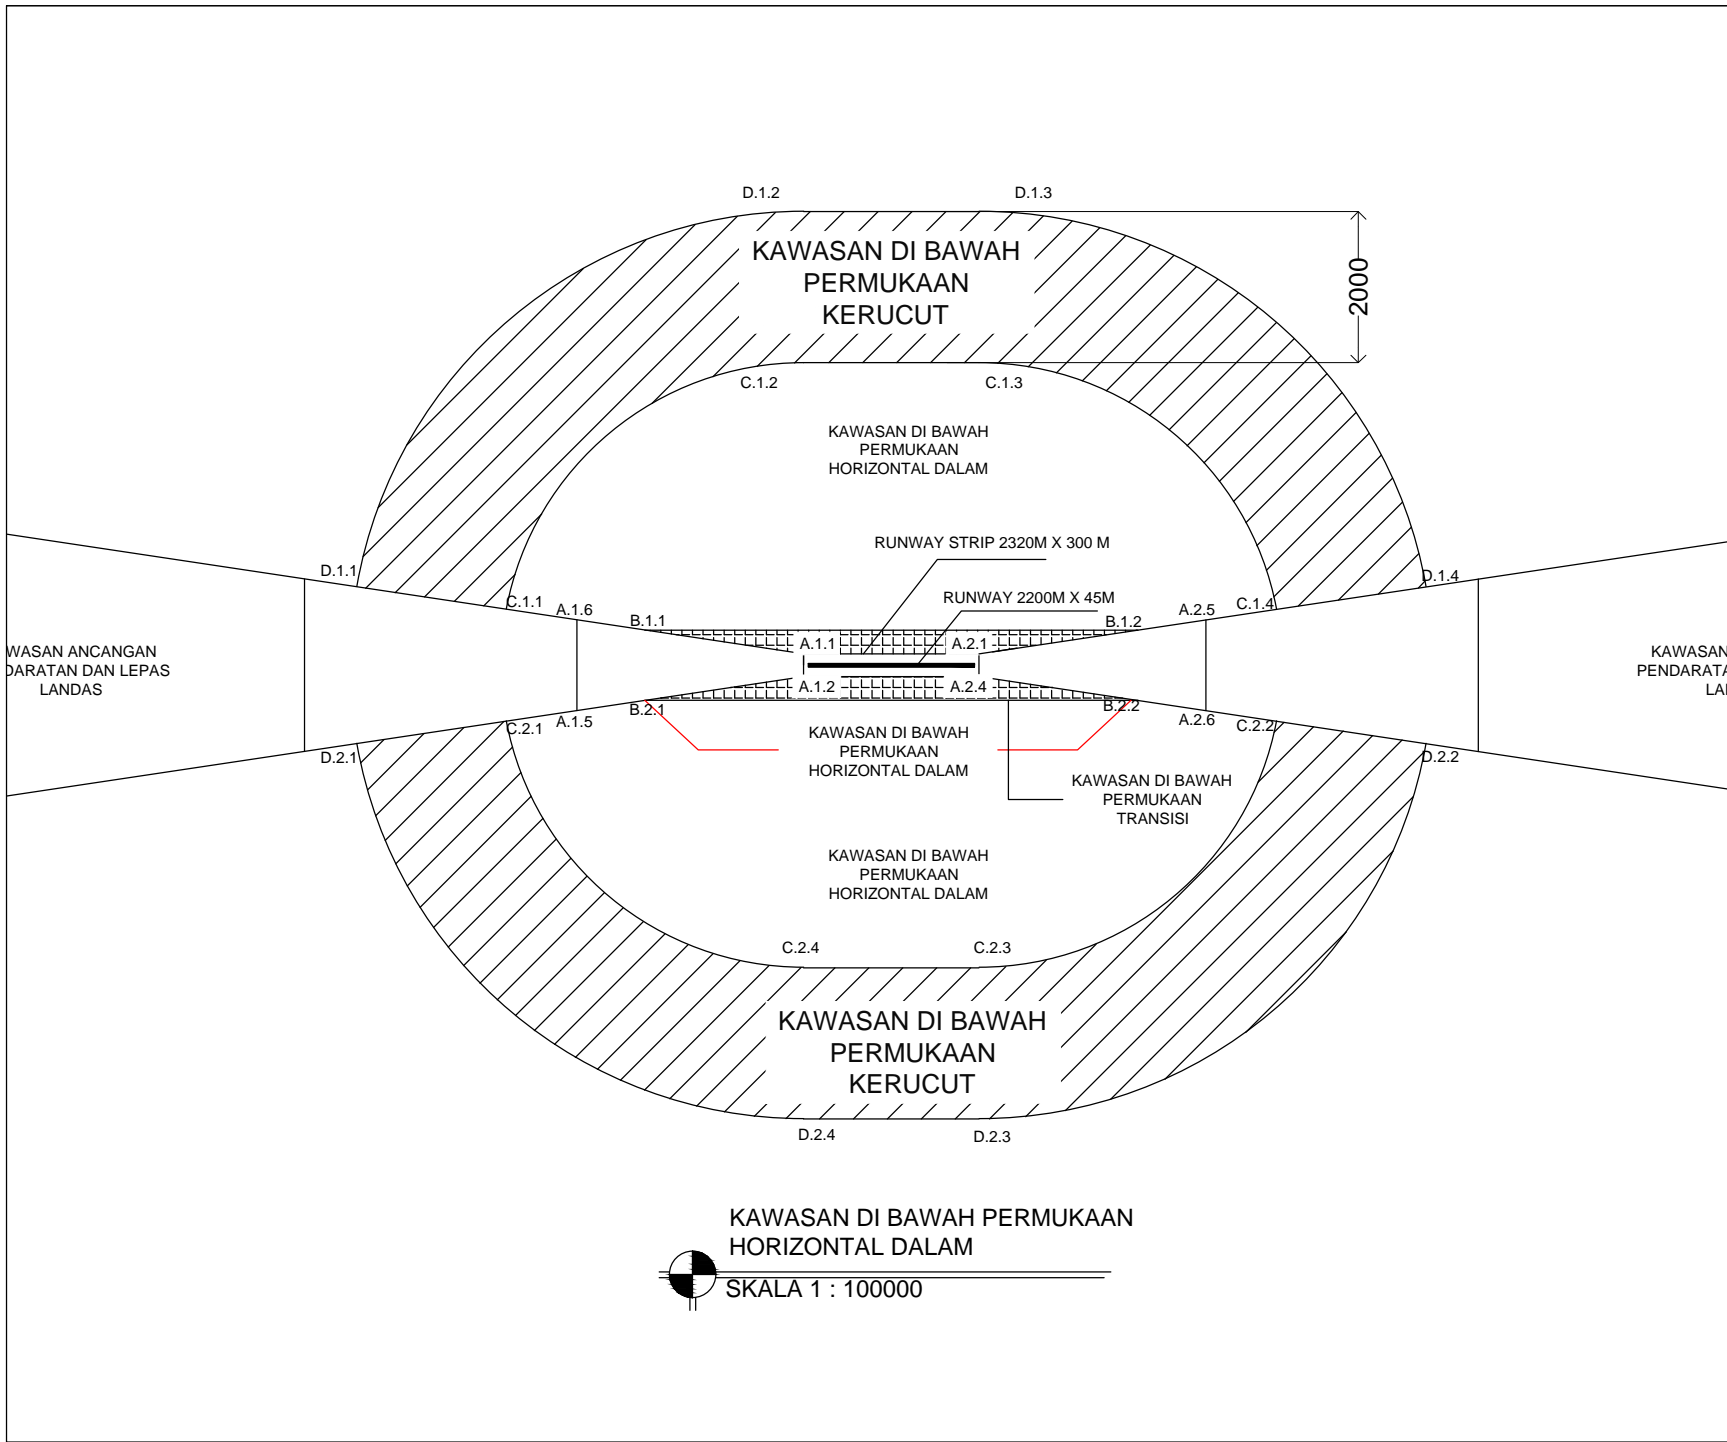 D.1.2
D.1.3
KAWASAN DI BAWAH
PERMUKAAN
KERUCUT
2000
C.1.2
C.1.3
KAWASAN DI BAWAH
PERMUKAAN
HORIZONTAL DALAM
RUNWAY STRIP 2320M X 300 M
RUNWAY 2200M X 45M
D.1.1
D.1.4
C.1.1
A.1.6
B.1.1
B.1.2
A.2.5
C.1.4
A.1.1
A.2.1
WASAN ANCANGAN
DARATAN DAN LEPAS
LANDAS
KAWASAN
PENDARATA
LA
A.1.2
A.2.4
B.2.1
B.2.2
A.1.5
A.2.6
C.2.1
C.2.2
D.2.1
D.2.2
KAWASAN DI BAWAH
PERMUKAAN
HORIZONTAL DALAM
KAWASAN DI BAWAH
PERMUKAAN
TRANSISI
KAWASAN DI BAWAH
PERMUKAAN
HORIZONTAL DALAM
C.2.4
C.2.3
KAWASAN DI BAWAH
PERMUKAAN
KERUCUT
D.2.4
D.2.3
KAWASAN DI BAWAH PERMUKAAN
HORIZONTAL DALAM
SKALA 1 : 100000